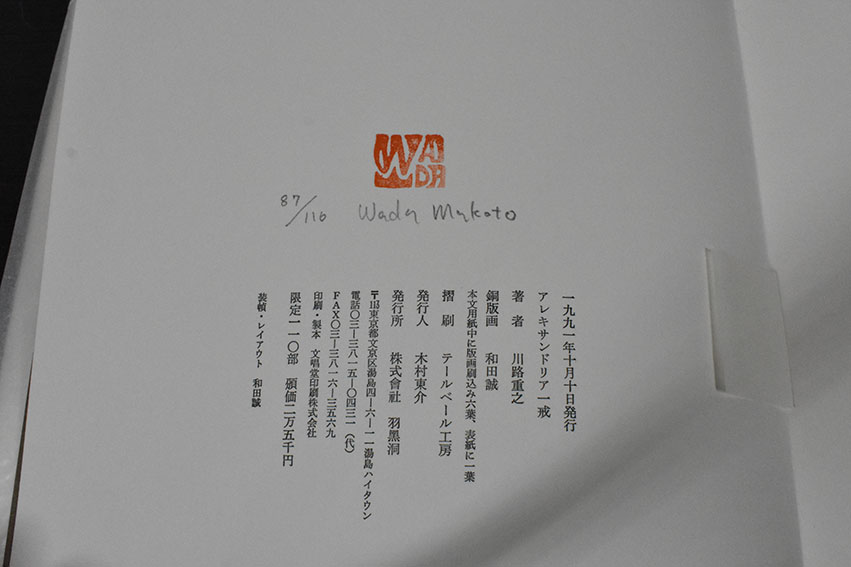 WADA
87/110 Wada Makoto
一九九一年十月十日発行
アレキサンドリア一戒
著者 川路重之
銅版画 和田誠
本文用紙中に版画刷込み六葉、表紙に一葉
摺刷 テールベール工房
発行人 木村東介
発行所 株式會社 羽黑洞
〒113東京都文京区湯島四ー六ー一一湯島ハイタウン
電話〇三ー三八一五ー〇四三一(代)
FAX〇三ー三八一六ー三五六九
印刷・製本 文唱堂印刷株式会社
限定一一〇部 頒価二万五千円
装幀・レイアウト 和田誠